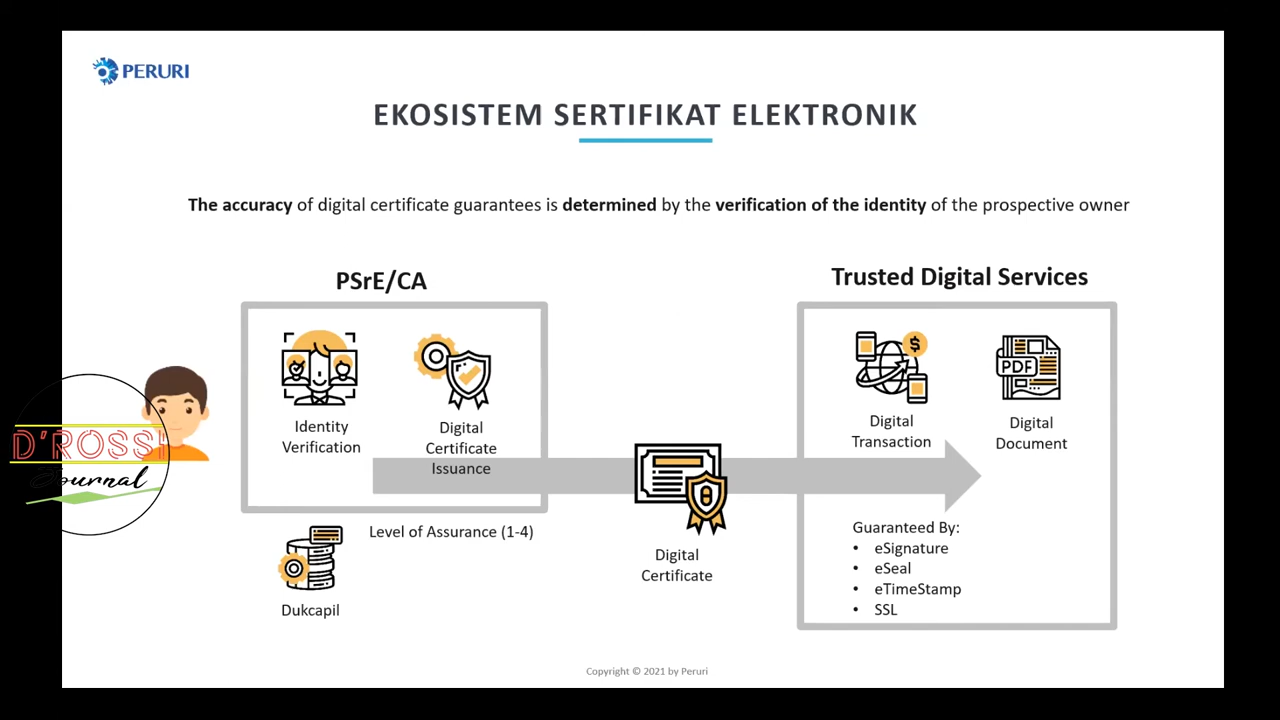 PERURI
EKOSISTEM SERTIFIKAT ELEKTRONIK
The accuracy of digital certificate guarantees is determined by the verification of the identity of the prospective owner
PSrE/CA
Identity
Verification
Digital
Certificate
Issuance
Level of Assurance (1-4)
Dukcapil
Digital
Certificate
Trusted Digital Services
$
Digital
Transaction
PDF
Digital
Document
Guaranteed By:
• eSignature
• eSeal
• eTimeStamp
• SSL
D'ROSSI
Journal
Copyright © 2021 by Peruri